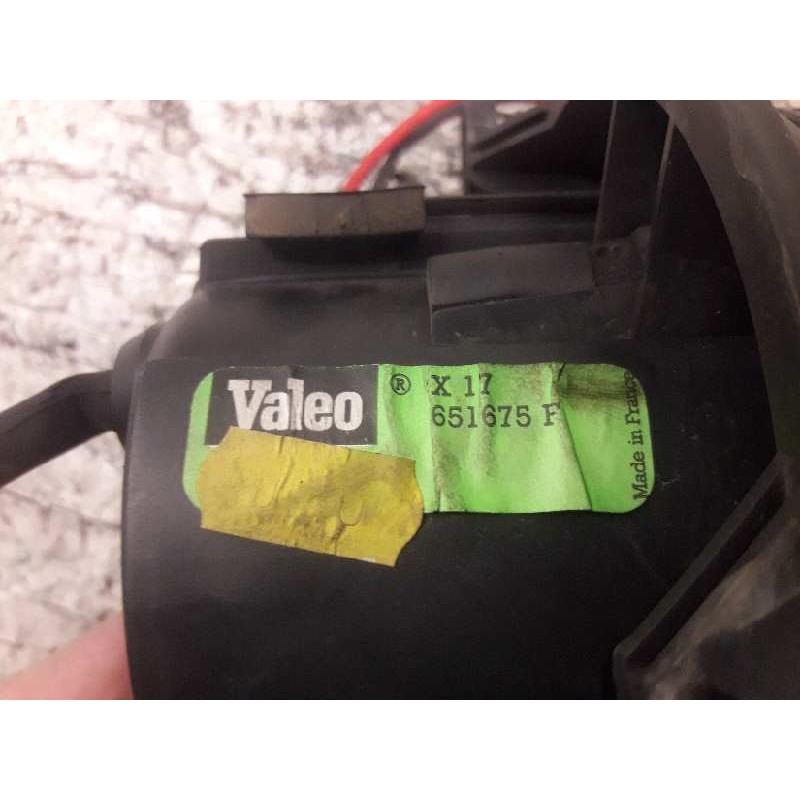 Valeo ® X 17
651675 F
Made in France